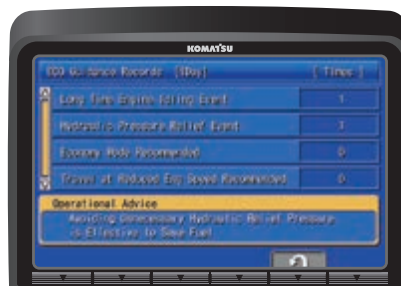 KOMATSU
ECO Guidance Records [1Day] [ Times ]
Long Time Engine Idling Event 1
Hydraulic Pressure Relief Event 3
Economy Mode Recommended 0
Travel at Reduced Eng Speed Recommended 0
Operational Advice
Avoiding Unnecessary Hydraulic Relief Pressure
is Effective to Save Fuel